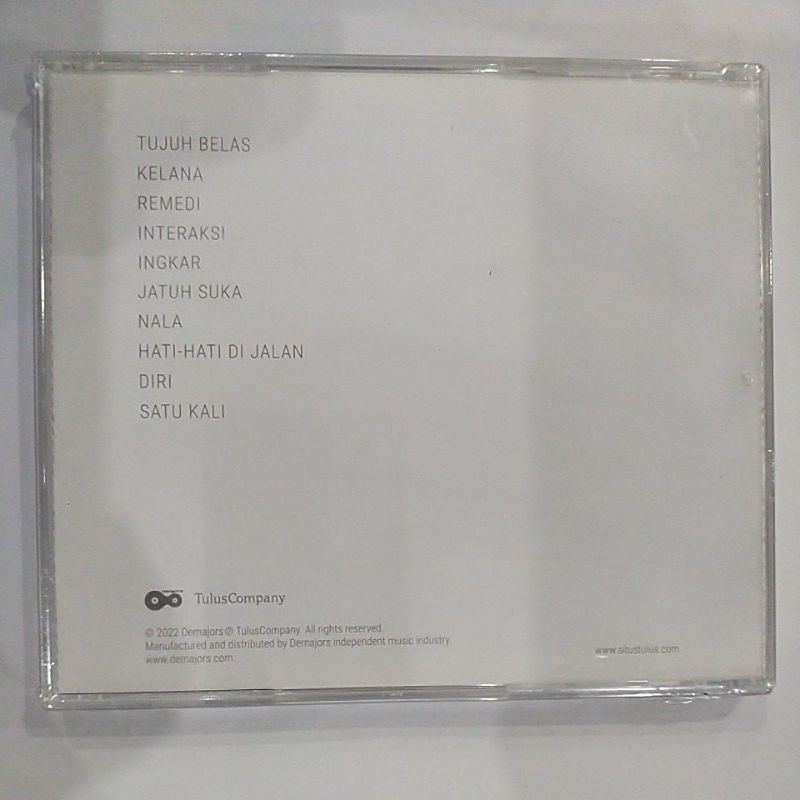 TUJUH BELAS
KELANA
REMEDI
INTERAKSI
INGKAR
JATUH SUKA
NALA
HATI-HATI DI JALAN
DIRI
SATU KALI
TulusCompany
© 2022 Demajors ℗ TulusCompany. All rights reserved.
Manufactured and distributed by Demajors independent music industry.
www.demajors.com.
www.situstulus.com